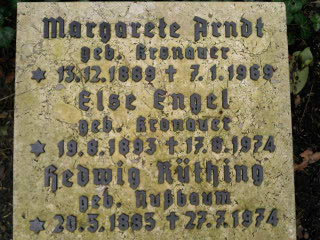 Margarete Arndt
geb. Kronauer
* 13.12.1889 † 7.1.1969
Else Engel
geb. Kronauer
* 19.8.1893 † 17.9.1974
Hedwig Küthing
geb. Nußbaum
* 20.3.1885 † 27.7.1974